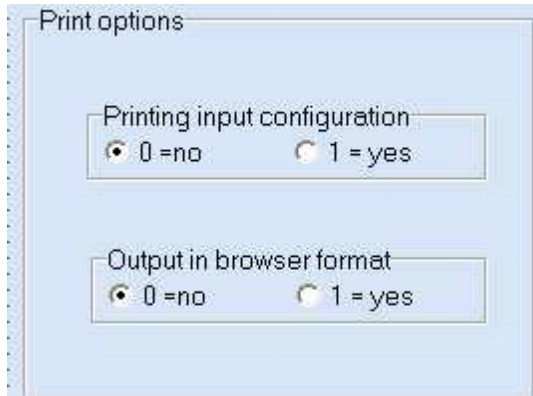 Print options
Printing input configuration
0 =no 1 = yes
Output in browser format
0 =no 1 = yes